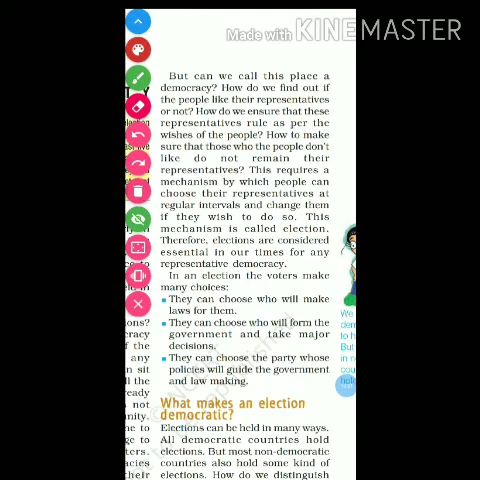 Made with KINEMASTER
But can we call this place a
democracy? How do we find out if
the people like their representatives
or not? How do we ensure that these
representatives rule as per the
wishes of the people? How to make
sure that those who the people don't
like do not remain their
representatives? This requires a
mechanism by which people can
choose their representatives at
regular intervals and change them
if they wish to do so. This
mechanism is called election.
Therefore, elections are considered
essential in our times for any
representative democracy.
In an election the voters make
many choices:
They can choose who will make
laws for them.
They can choose who will form the
government and take major
decisions.
They can choose the party whose
policies will guide the government
and law making.
What makes an election
democratic?
Elections can be held in many ways.
All democratic countries hold
elections. But most non-democratic
countries also hold some kind of
elections. How do we distinguish